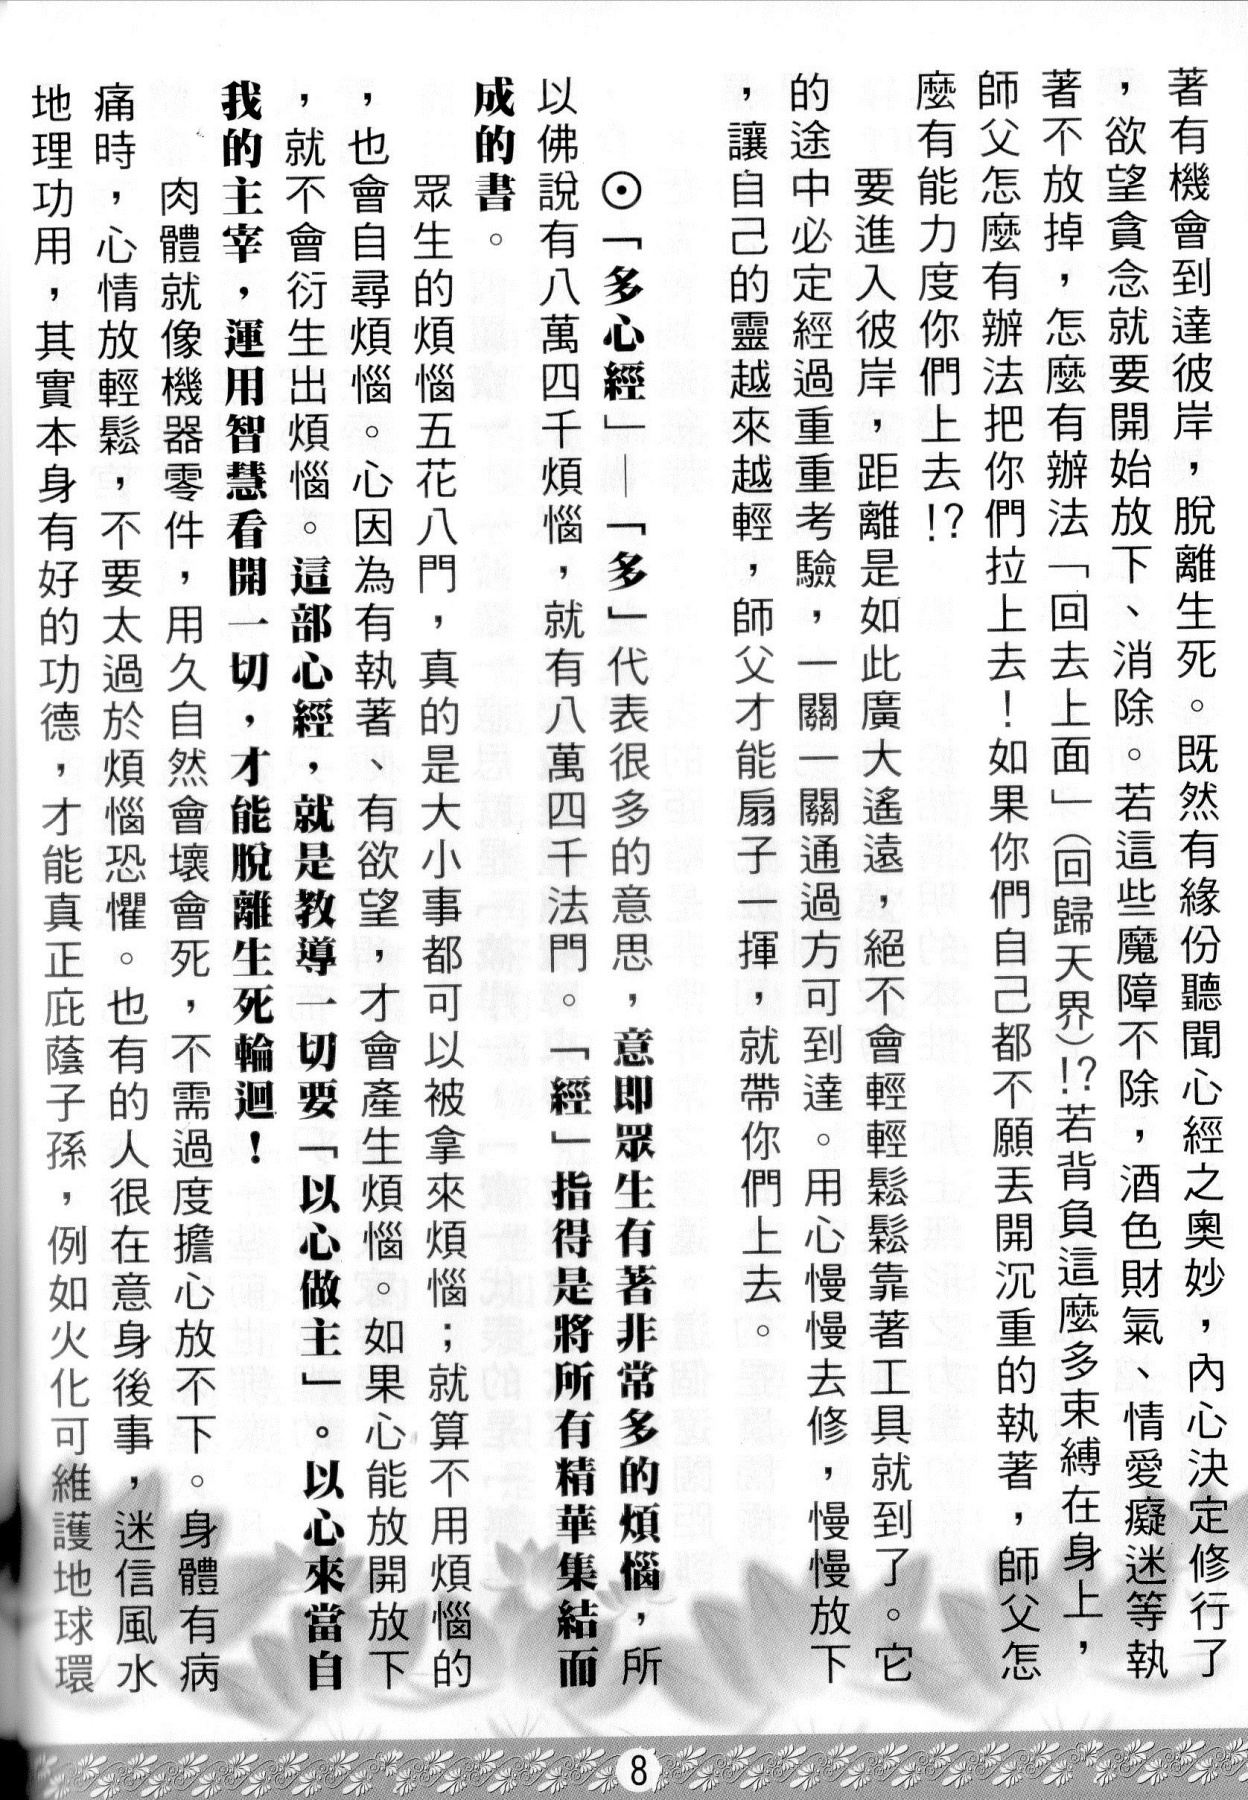 著有機會到達彼岸，脫離生死。既然有緣份聽聞心經之奧妙，內心決定修行了
，欲望貪念就要開始放下、消除。若這些魔障不除，酒色財氣、情愛癡迷等執
著不放掉，怎麼有辦法「回去上面」（回歸天界）!?若背負這麼多束縛在身上，
師父怎麼有辦法把你們拉上去！如果你們自己都不願丟開沉重的執著，師父怎
麼有能力度你們上去!?
要進入彼岸，距離是如此廣大遙遠，絕不會輕輕鬆鬆靠著工具就到了。它
的途中必定經過重重考驗，一關一關通過方可到達。用心慢慢去修，慢慢放下
，讓自己的靈越來越輕，師父才能扇子一揮，就帶你們上去。
⊙「多心經」—「多」代表很多的意思，意即眾生有著非常多的煩惱，所
以佛說有八萬四千煩惱，就有八萬四千法門。「經」指得是將所有精華集結而
成的書。
眾生的煩惱五花八門，真的是大小事都可以被拿來煩惱；就算不用煩惱的
，也會自尋煩惱。心因為有執著、有欲望，才會產生煩惱。如果心能放開放下
，就不會衍生出煩惱。這部心經，就是教導一切要「以心做主」。以心來當自
我的主宰，運用智慧看開一切，才能脫離生死輪迴！
肉體就像機器零件，用久自然會壞會死，不需過度擔心放不下。身體有病
痛時，心情放輕鬆，不要太過於煩惱恐懼。也有的人很在意身後事，迷信風水
地理功用，其實本身有好的功德，才能真正庇蔭子孫，例如火化可維護地球環
8